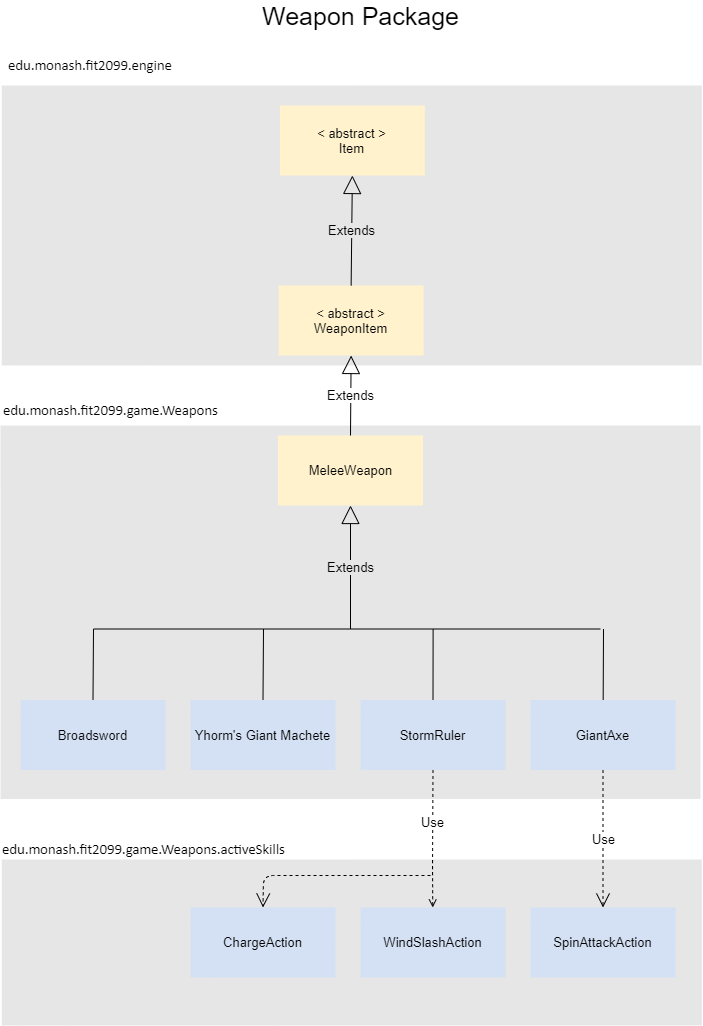 Weapon Package
edu.monash.fit2099.engine
< abstract >
Item
Extends
< abstract >
WeaponItem
Extends
edu.monash.fit2099.game.Weapons
MeleeWeapon
Extends
Broadsword
Yhorm's Giant Machete
StormRuler
GiantAxe
Use
Use
edu.monash.fit2099.game.Weapons.activeSkills
ChargeAction
WindSlashAction
SpinAttackAction